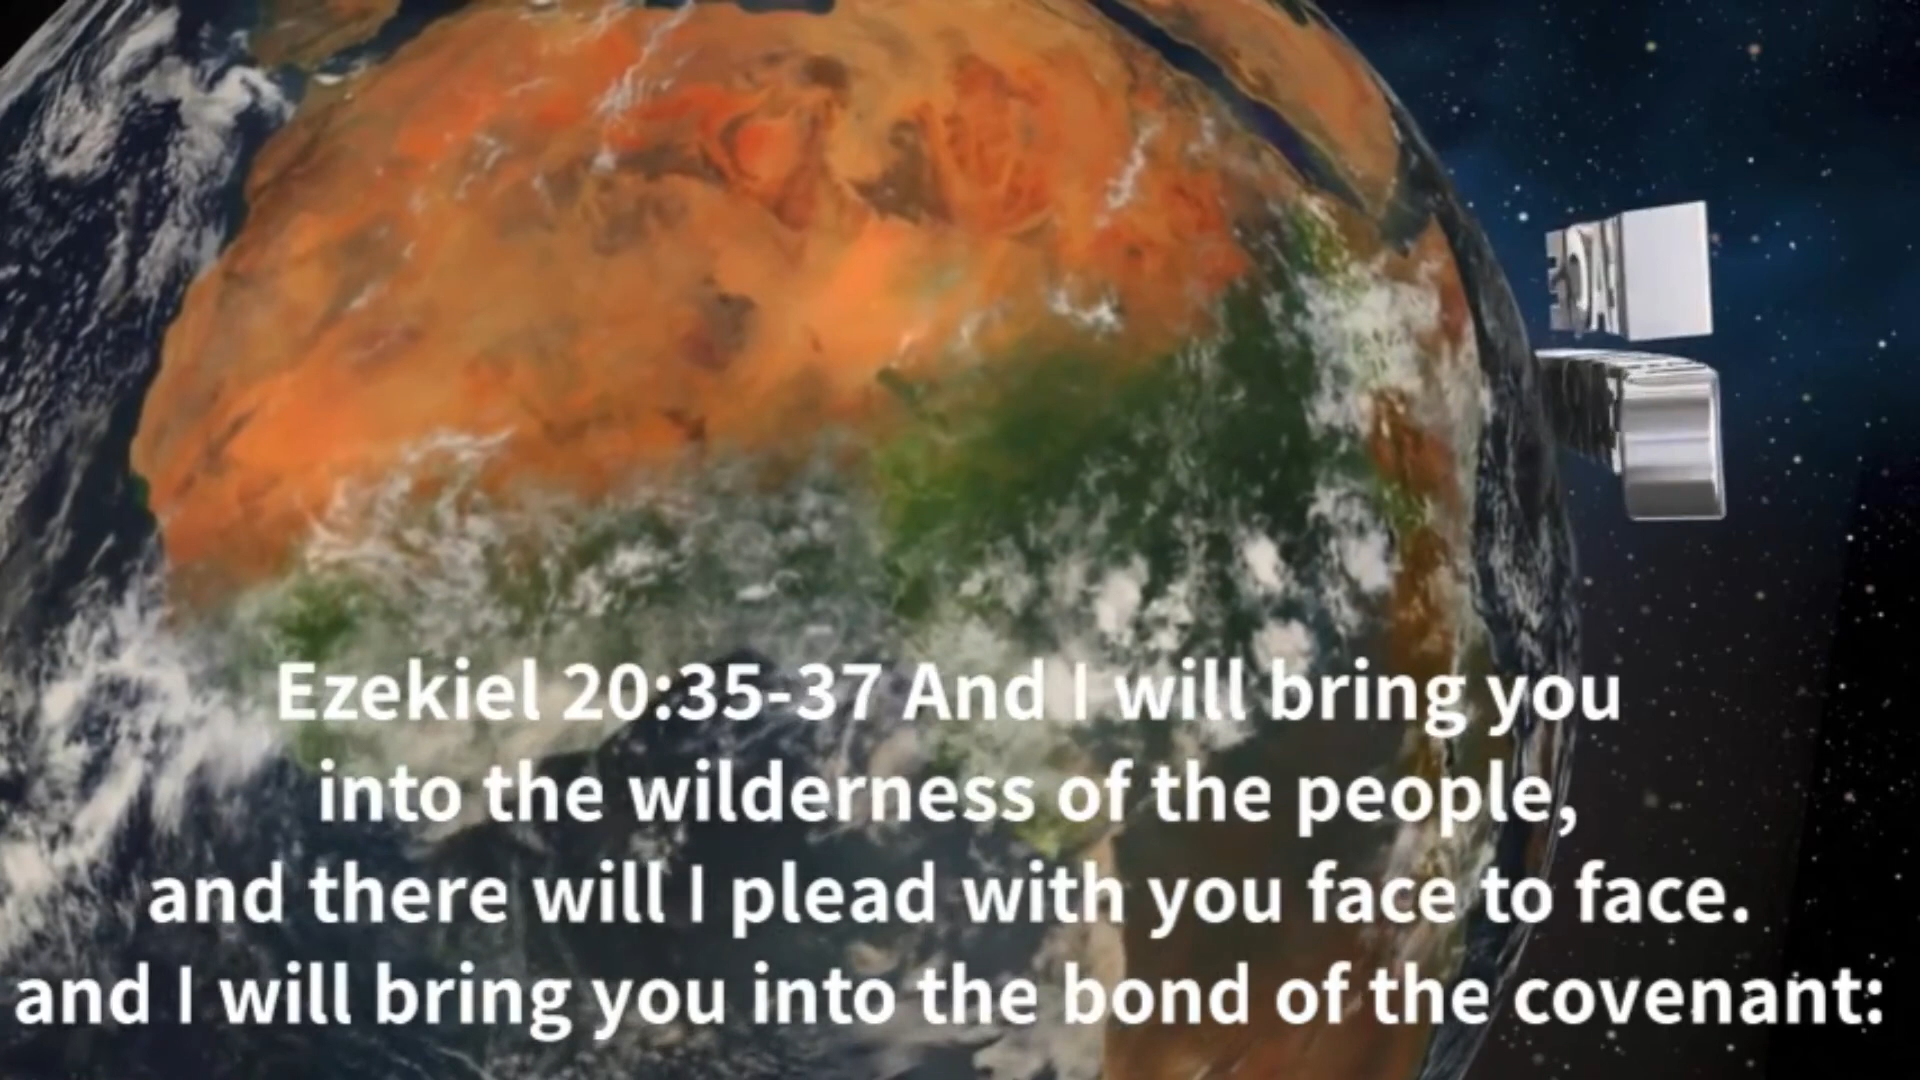 Ezekiel 20:35-37 And I will bring you
into the wilderness of the people,
and there will I plead with you face to face.
and I will bring you into the bond of the covenant: